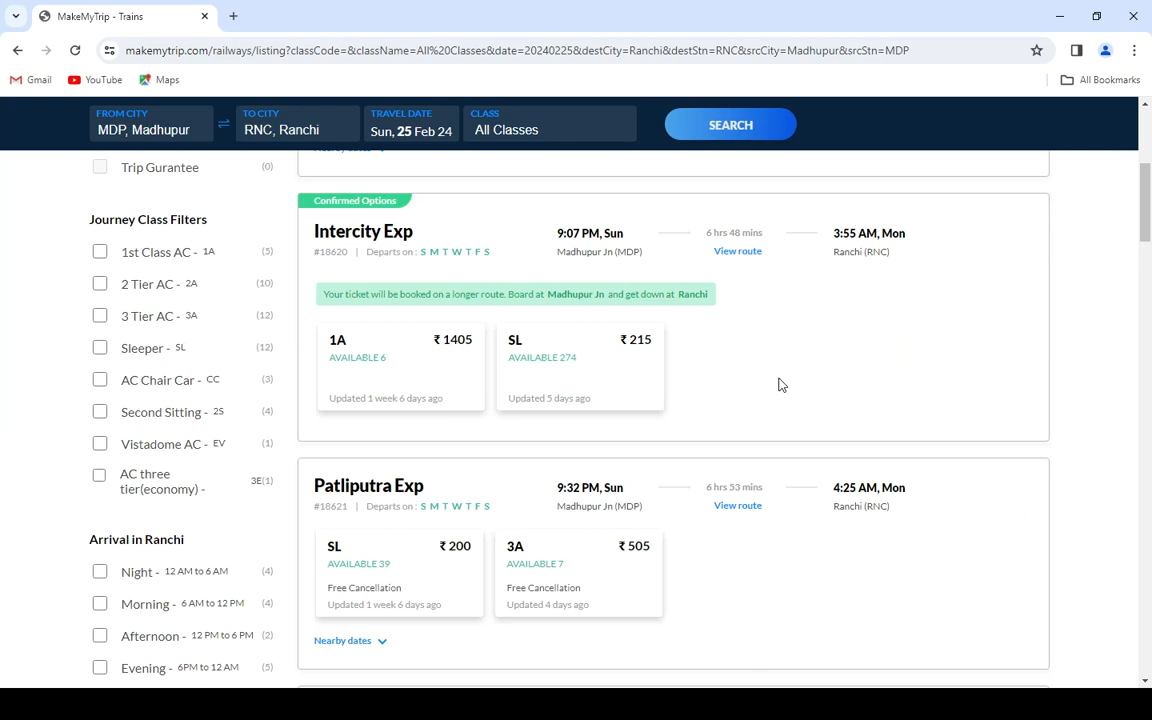 MakeMyTrip - Trains
makemytrip.com/railways/listing?classCode=&className=All%20Classes&date=20240225&destCity=Ranchi&destStn=RNC&srcCity=Madhupur&srcStn=MDP
Gmail YouTube Maps All Bookmarks
FROM CITY TO CITY TRAVEL DATE CLASS
MDP, Madhupur RNC, Ranchi Sun, 25 Feb 24 All Classes SEARCH
Trip Gurantee (0)
Journey Class Filters
1st Class AC - 1A (5)
2 Tier AC - 2A (10)
3 Tier AC - 3A (12)
Sleeper - SL (12)
AC Chair Car - CC (3)
Second Sitting - 2S (4)
Vistadome AC - EV (1)
AC three
tier(economy) - 3E(1)
Arrival in Ranchi
Night - 12 AM to 6 AM (4)
Morning - 6 AM to 12 PM (4)
Afternoon - 12 PM to 6 PM (2)
Evening - 6PM to 12 AM (5)
Confirmed Options
Intercity Exp 9:07 PM, Sun 6 hrs 48 mins 3:55 AM, Mon
#18620 | Departs on : S M T W T F S Madhupur Jn (MDP) View route Ranchi (RNC)
Your ticket will be booked on a longer route. Board at Madhupur Jn and get down at Ranchi
1A ₹ 1405 SL ₹ 215
AVAILABLE 6 AVAILABLE 274
Updated 1 week 6 days ago Updated 5 days ago
Patliputra Exp 9:32 PM, Sun 6 hrs 53 mins 4:25 AM, Mon
#18621 | Departs on : S M T W T F S Madhupur Jn (MDP) View route Ranchi (RNC)
SL ₹ 200 3A ₹ 505
AVAILABLE 39 AVAILABLE 7
Free Cancellation Free Cancellation
Updated 1 week 6 days ago Updated 4 days ago
Nearby dates